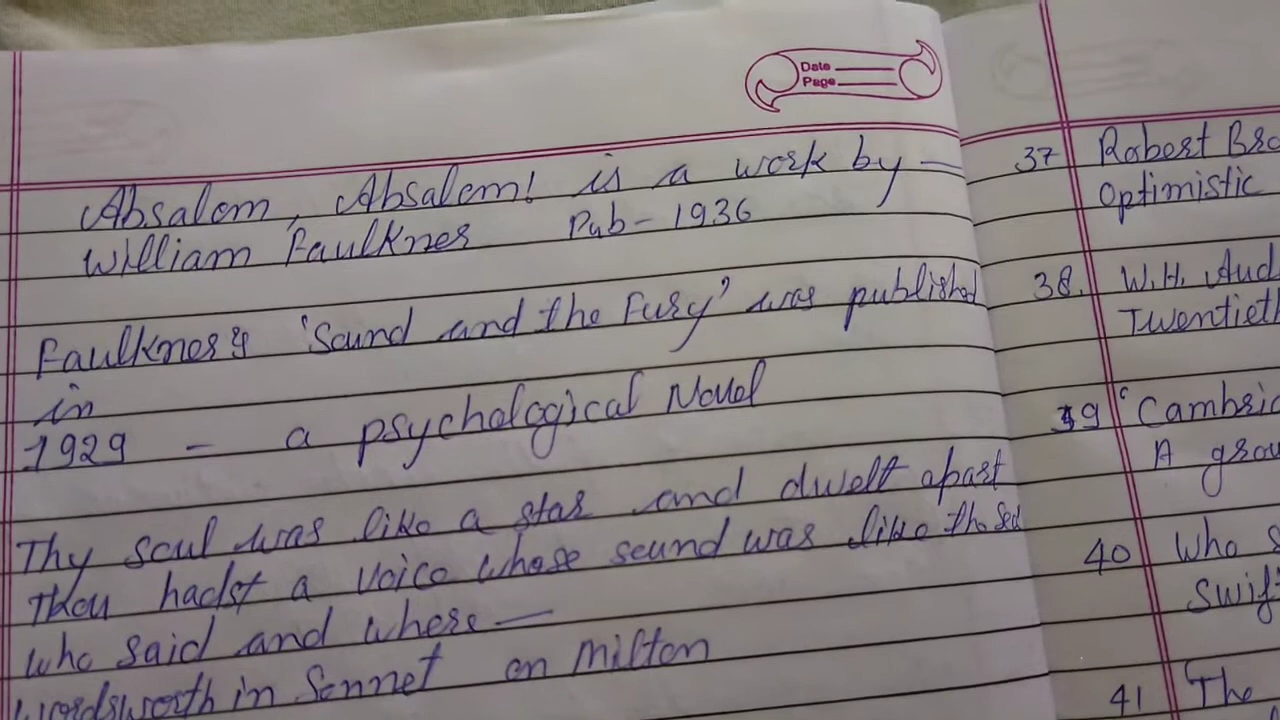 Date
Page
Absalom, Absalom! is a work by —
William Faulkner Pub - 1936
Faulkner's 'Sound and the Fury' was published
in
1929 - a psychological Novel
Thy soul was like a star and dwelt apart
Thou hadst a voice whose sound was like the sea
who said and where —
Wordsworth in Sonnet on Milton
37 Robert Bro
Optimistic
38. W.H. Aud
Twentieth
39 'Cambrid
A grou
40 Who s
Swif
41 The